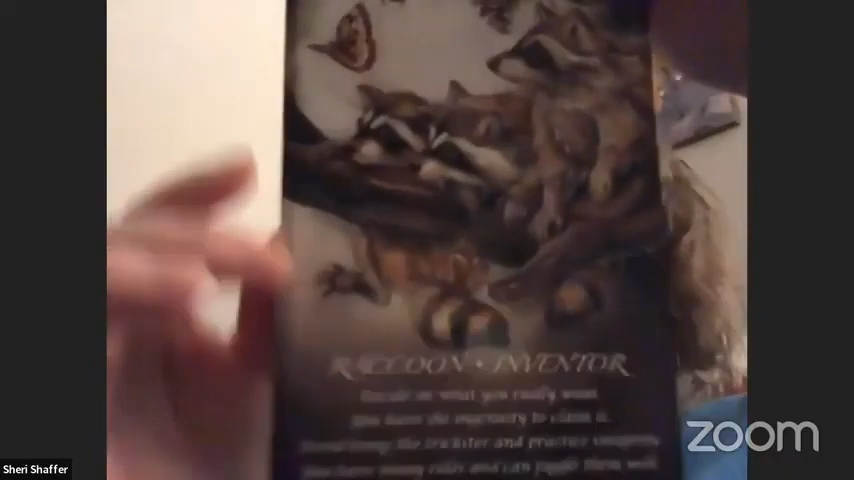 RACCOON • INVENTOR
Decide on what you really want.
You have the ingenuity to claim it.
the trickster and practice
You have many roles and can juggle them well
zoom
Sheri Shaffer